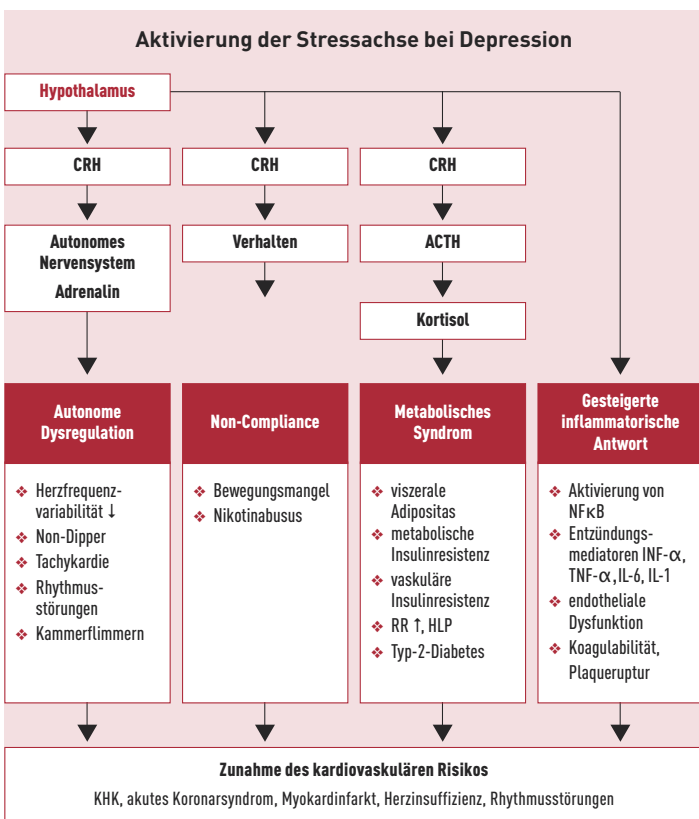 Aktivierung der Stressachse bei Depression
Hypothalamus
CRH
CRH
CRH
Autonomes
Nervensystem
Adrenalin
Verhalten
ACTH
Kortisol
Autonome
Dysregulation
❖ Herzfrequenz-
variabilität ↓
❖ Non-Dipper
❖ Tachykardie
❖ Rhythmus-
störungen
❖ Kammerflimmern
Non-Compliance
❖ Bewegungsmangel
❖ Nikotinabusus
Metabolisches
Syndrom
❖ viszerale
Adipositas
❖ metabolische
Insulinresistenz
❖ vaskuläre
Insulinresistenz
❖ RR ↑, HLP
❖ Typ-2-Diabetes
Gesteigerte
inflammatorische
Antwort
❖ Aktivierung von
NFκB
❖ Entzündungs-
mediatoren INF-α,
TNF-α, IL-6, IL-1
❖ endotheliale
Dysfunktion
❖ Koagulabilität,
Plaqueruptur
Zunahme des kardiovaskulären Risikos
KHK, akutes Koronarsyndrom, Myokardinfarkt, Herzinsuffizienz, Rhythmusstörungen